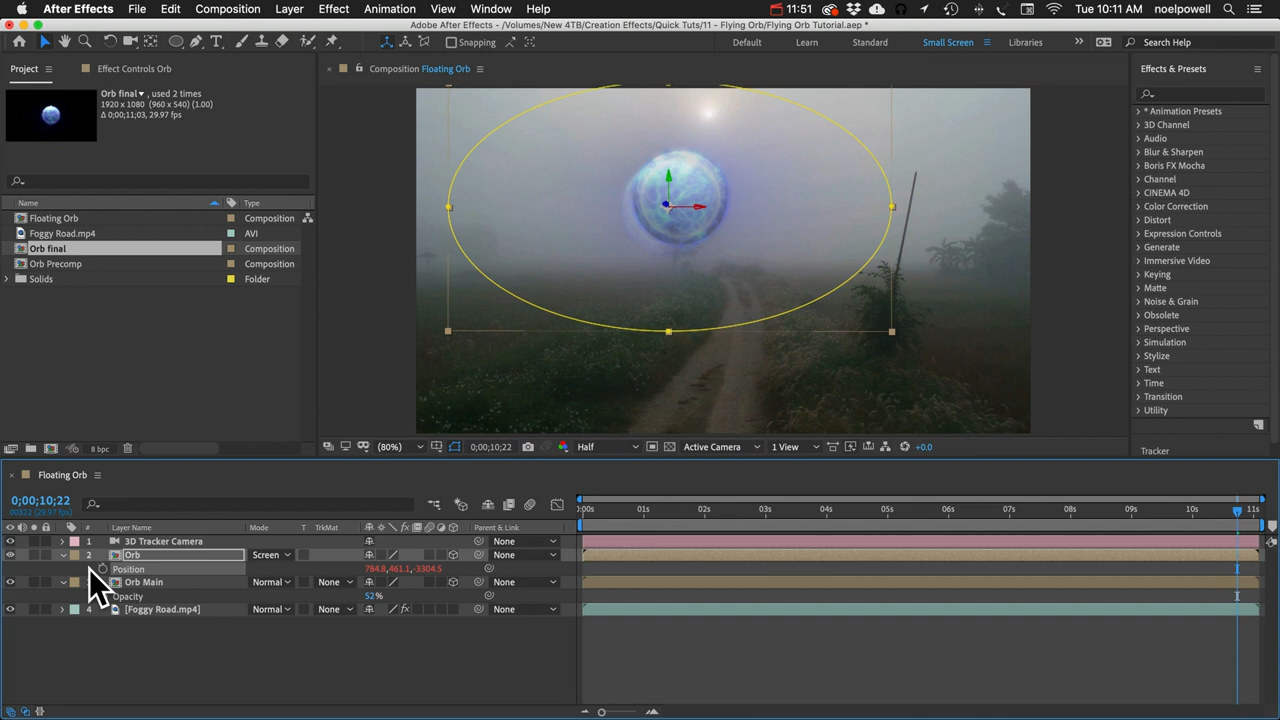 After Effects File Edit Composition Layer Effect Animation View Window Help 11:51 100% Tue 10:11 AM noelpowell
Adobe After Effects - /Volumes/New 4TB/Creation Effects/Quick Tuts/11 - Flying Orb/Flying Orb Tutorial.aep *
Snapping Default Learn Standard Small Screen Libraries Search Help
Project Effect Controls Orb Composition Floating Orb Effects & Presets
Orb final , used 2 times
1920 x 1080 (960 x 540) (1.00)
Δ 0;00;11;03, 29.97 fps)
Name Type
Floating Orb Composition
Foggy Road.mp4 AVI
Orb final Composition
Orb Precomp Composition
Solids Folder
* Animation Presets
3D Channel
Audio
Blur & Sharpen
Boris FX Mocha
Channel
CINEMA 4D
Color Correction
Distort
Expression Controls
Generate
Immersive Video
Keying
Matte
Noise & Grain
Obsolete
Perspective
Simulation
Stylize
Text
Time
Transition
Utility
Tracker
8 bpc (80%) 0;00;10;22 Half Active Camera 1 View +0.0
Floating Orb
0;00;10;22
00322 (29.97 fps)
:00s 01s 02s 03s 04s 05s 06s 07s 08s 09s 10s 11s
# Layer Name Mode T TrkMat Parent & Link
1 3D Tracker Camera None
2 Orb Screen None
Position 784.8,461.1,-3304.5
Orb Main Normal None None
Opacity 52%
4 [Foggy Road.mp4] Normal None None